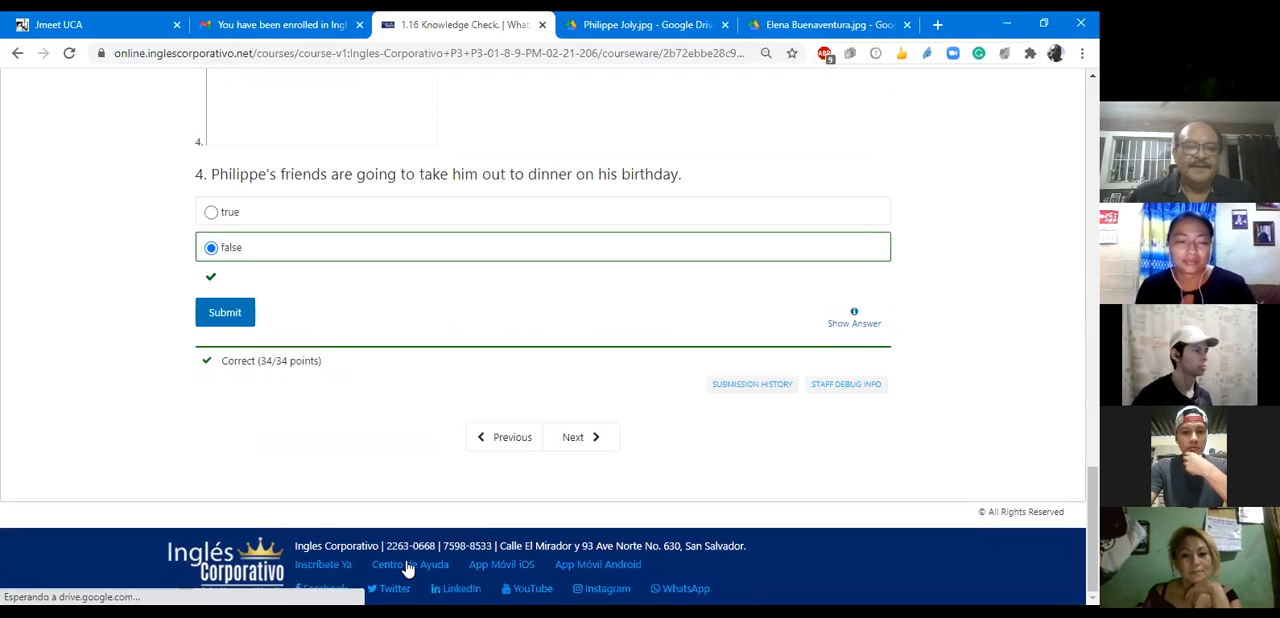 Jmeet UCA
You have been enrolled in Ingl
1.16 Knowledge Check. | What
Philippe Joly.jpg - Google Driv
Elena Buenaventura.jpg - Goo
online.inglescorporativo.net/courses/course-v1:Ingles-Corporativo+P3+P3-01-8-9-PM-02-21-206/courseware/2b72ebbe28c9...
9
4.
4. Philippe's friends are going to take him out to dinner on his birthday.
true
false
Submit
Show Answer
Correct (34/34 points)
SUBMISSION HISTORY
STAFF DEBUG INFO
Previous
Next
© All Rights Reserved
Inglés Corporativo
Ingles Corporativo | 2263-0668 | 7598-8533 | Calle El Mirador y 93 Ave Norte No. 630, San Salvador.
Inscríbete Ya
Centro de Ayuda
App Móvil iOS
App Móvil Android
Facebook
Twitter
LinkedIn
YouTube
Instagram
WhatsApp
Esperando a drive.google.com...